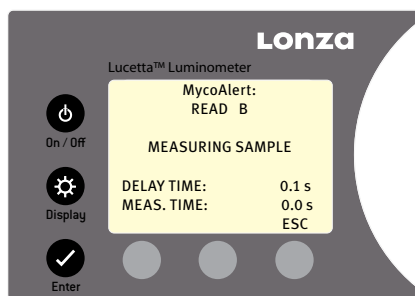 Lonza
Lucetta™ Luminometer
MycoAlert:
READ B
On / Off
MEASURING SAMPLE
DELAY TIME: 0.1 s
Display
MEAS. TIME: 0.0 s
ESC
Enter